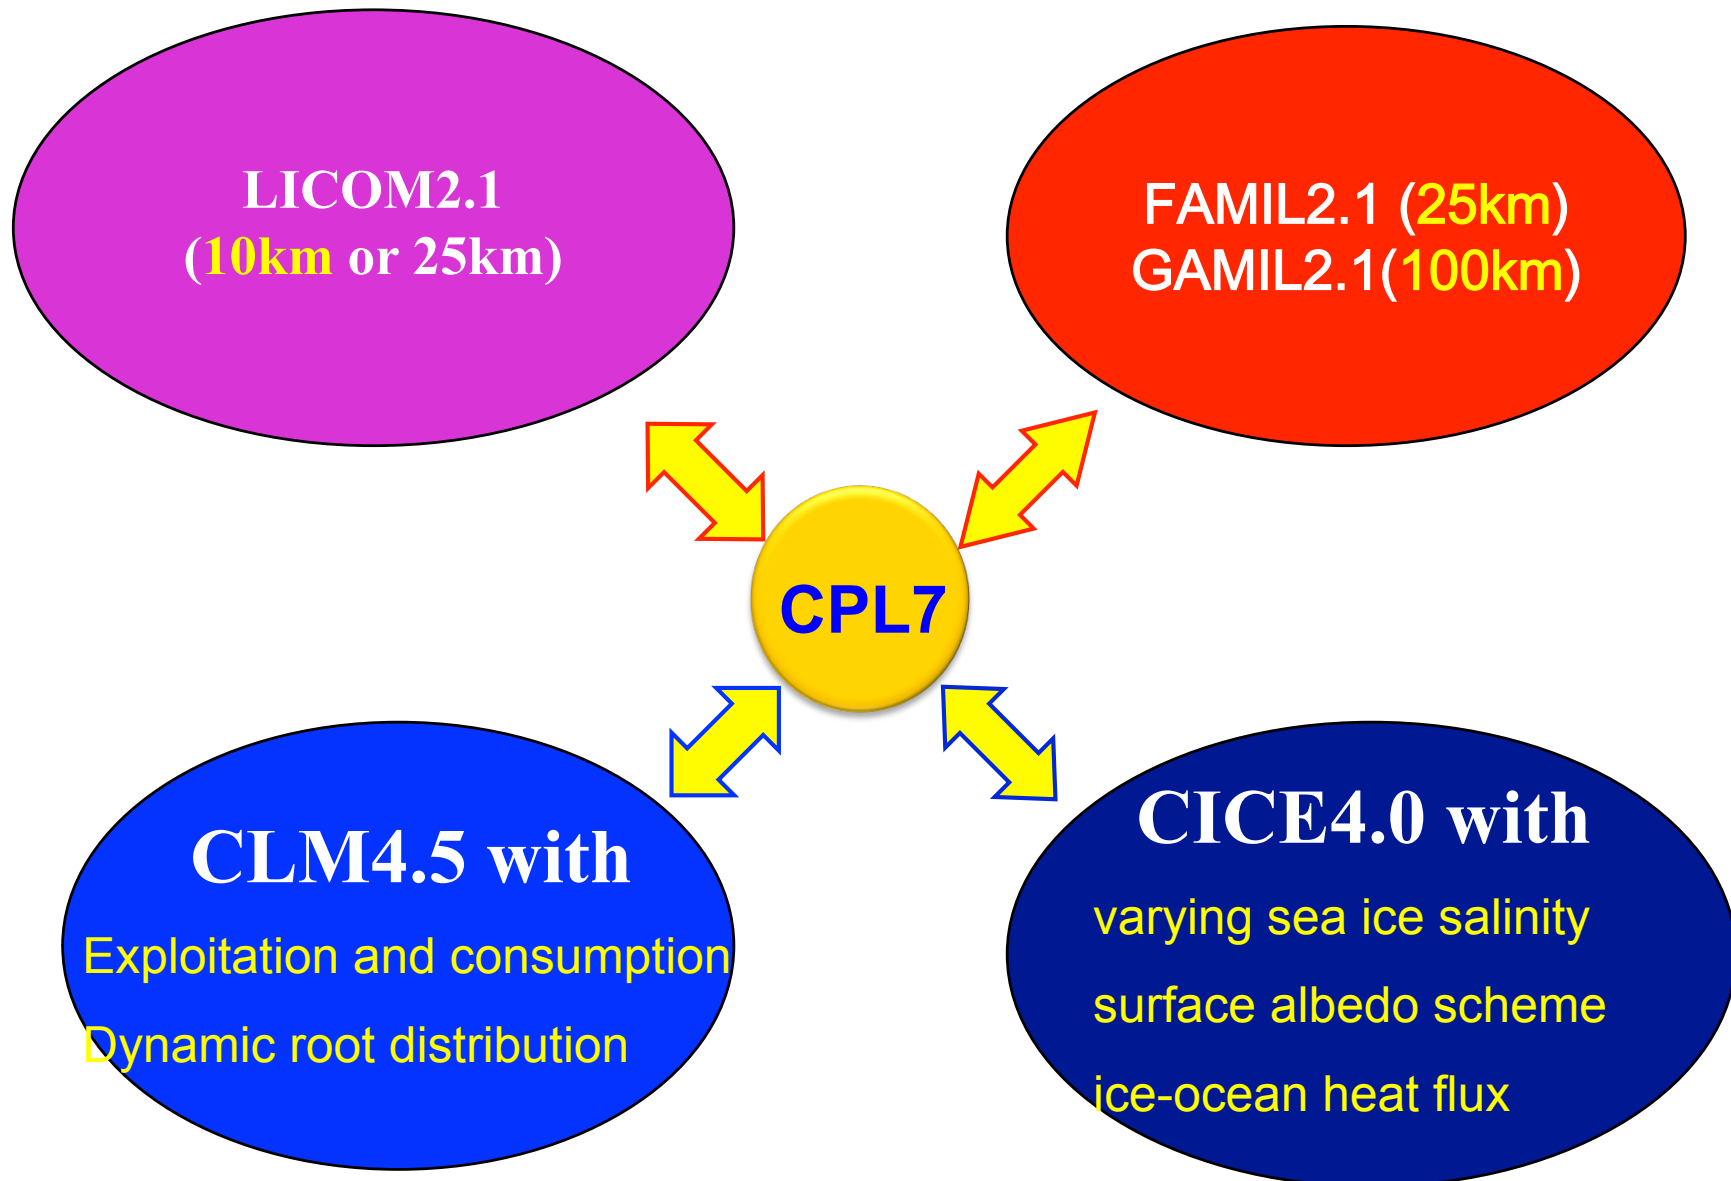 LICOM2.1
(10km or 25km)
FAMIL2.1 (25km)
GAMIL2.1(100km)
CPL7
CLM4.5 with
Exploitation and consumption
Dynamic root distribution
CICE4.0 with
varying sea ice salinity
surface albedo scheme
ice-ocean heat flux